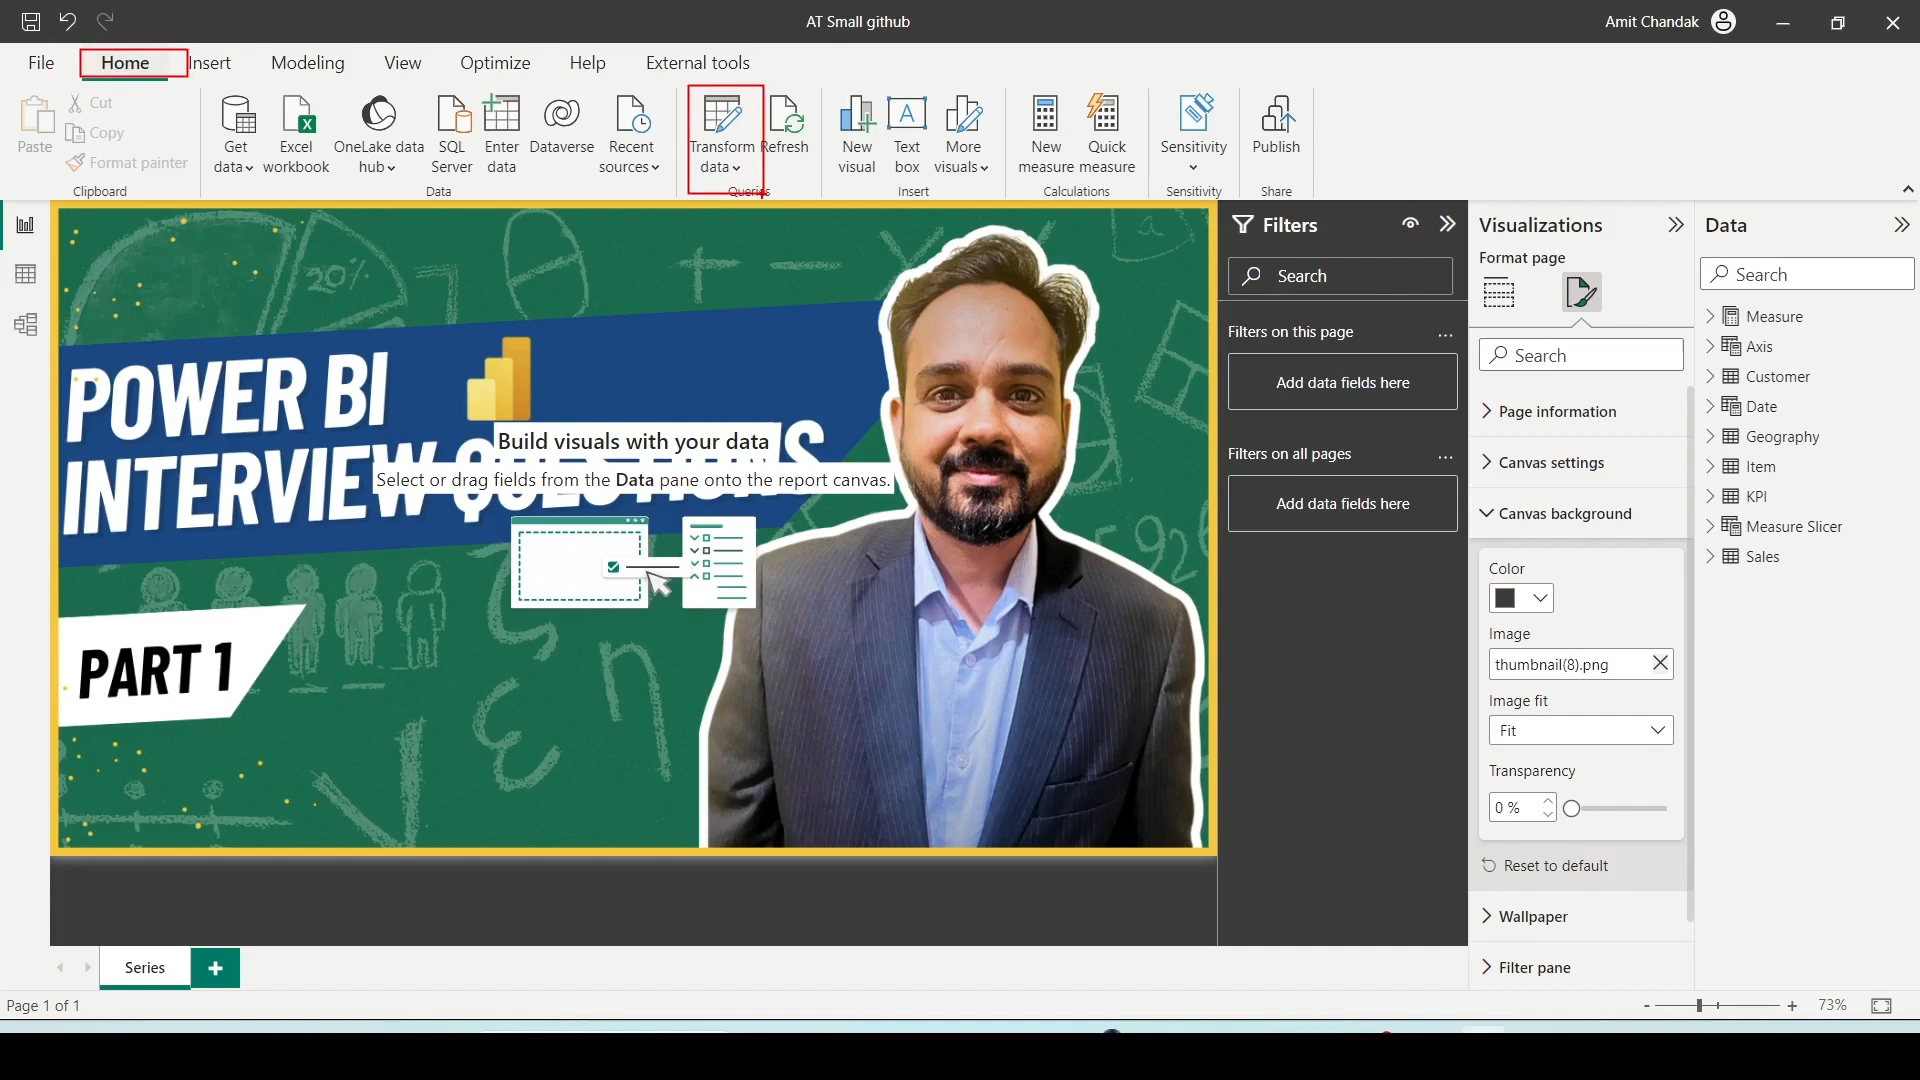 AT Small github
Amit Chandak
File
Home
Insert
Modeling
View
Optimize
Help
External tools
Paste
Cut
Copy
Format painter
Clipboard
Get
data
Excel
workbook
OneLake data
hub
SQL
Server
Enter
data
Dataverse
Recent
sources
Data
Transform
data
Refresh
Queries
New
visual
Text
box
More
visuals
Insert
New
measure
Quick
measure
Calculations
Sensitivity
Sensitivity
Publish
Share
20%
POWER BI
INTERVIEW QUESTIONS
Build visuals with your data
Select or drag fields from the Data pane onto the report canvas.
PART 1
Filters
Search
Filters on this page
Add data fields here
Filters on all pages
Add data fields here
Visualizations
Format page
Search
Page information
Canvas settings
Canvas background
Color
Image
thumbnail(8).png
Image fit
Fit
Transparency
0 %
Reset to default
Wallpaper
Filter pane
Data
Search
Measure
Axis
Customer
Date
Geography
Item
KPI
Measure Slicer
Sales
Series
Page 1 of 1
73%